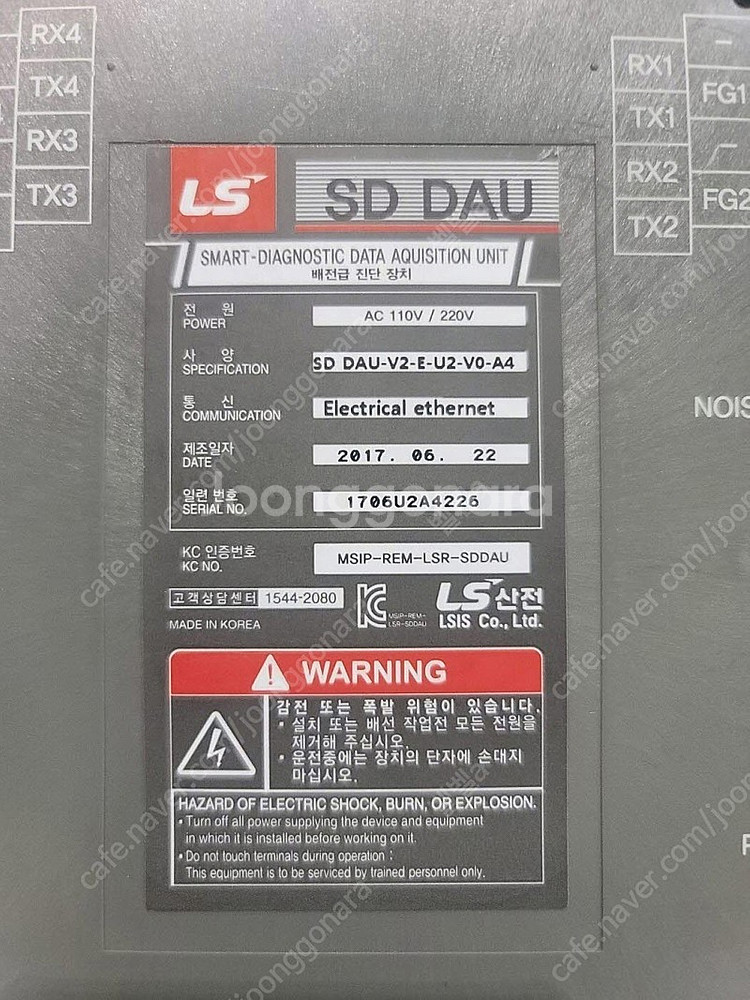 RX4
TX4
RX3
TX3
RX1
TX1
RX2
TX2
FG1
FG2
NOIS
LS
SD DAU
SMART-DIAGNOSTIC DATA AQUISITION UNIT
배전급 진단 장치
전 원
POWER
AC 110V / 220V
사 양
SPECIFICATION
SD DAU-V2-E-U2-V0-A4
통 신
COMMUNICATION
Electrical ethernet
제조일자
DATE
2017. 06. 22
일련 번호
SERIAL NO.
1706U2A4226
Joonggonara
KC 인증번호
KC NO.
MSIP-REM-LSR-SDDAU
고객상담센터 1544-2080
MADE IN KOREA
MSIP-REM-
LSR-SDDAU
LS산전
LSIS Co., Ltd.
WARNING
감전 또는 폭발 위험이 있습니다.
• 설치 또는 배선 작업전 모든 전원을
제거해 주십시오.
• 운전중에는 장치의 단자에 손대지
마십시오.
HAZARD OF ELECTRIC SHOCK, BURN, OR EXPLOSION.
• Turn off all power supplying the device and equipment
in which it is installed before working on it.
• Do not touch terminals during operation :
This equipment is to be serviced by trained personnel only.
cafe.naver.com/joonggonara